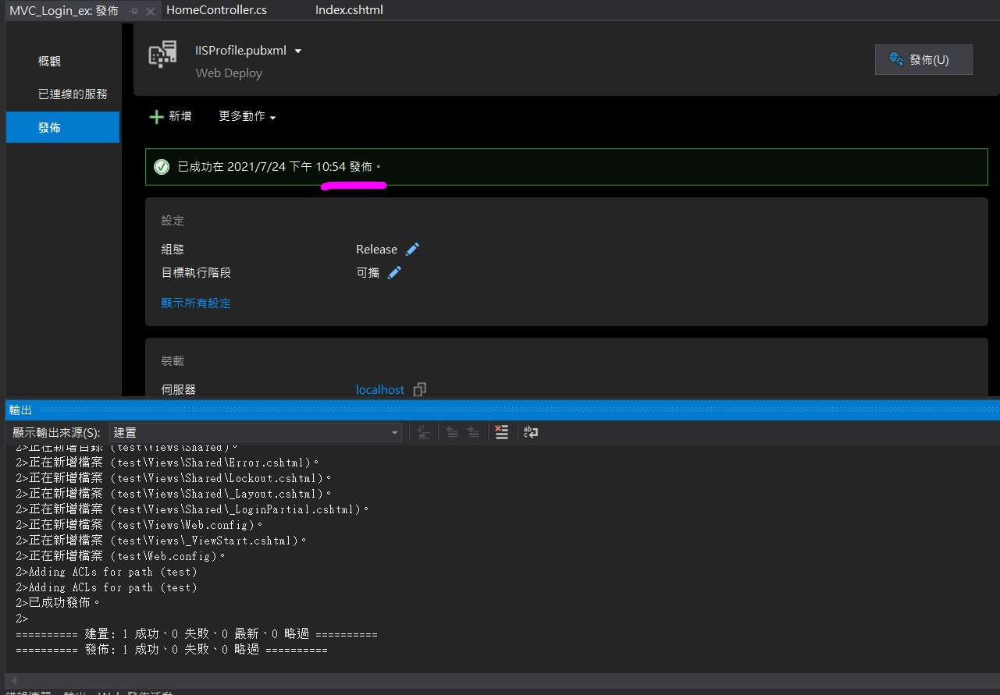 MVC_Login_ex: 發佈 HomeController.cs Index.cshtml
概觀
已連線的服務
發佈
IISProfile.pubxml
Web Deploy
發佈(U)
新增 更多動作
已成功在 2021/7/24 下午 10:54 發佈。
設定
組態 Release
目標執行階段 可攜
顯示所有設定
裝載
伺服器 localhost
輸出
顯示輸出來源(S): 建置
2>正在新增目錄 (test\Views\Shared)。
2>正在新增檔案 (test\Views\Shared\Error.cshtml)。
2>正在新增檔案 (test\Views\Shared\Lockout.cshtml)。
2>正在新增檔案 (test\Views\Shared\_Layout.cshtml)。
2>正在新增檔案 (test\Views\Shared\_LoginPartial.cshtml)。
2>正在新增檔案 (test\Views\Web.config)。
2>正在新增檔案 (test\Views\_ViewStart.cshtml)。
2>正在新增檔案 (test\Web.config)。
2>Adding ACLs for path (test)
2>Adding ACLs for path (test)
2>已成功發佈。
2>
========== 建置: 1 成功、0 失敗、0 最新、0 略過 ==========
========== 發佈: 1 成功、0 失敗、0 略過 ==========
錯誤清單 輸出 Web 發佈活動